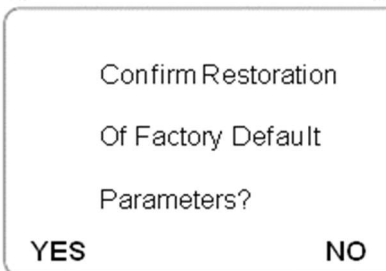 Confirm Restoration
Of Factory Default
Parameters?
YES NO